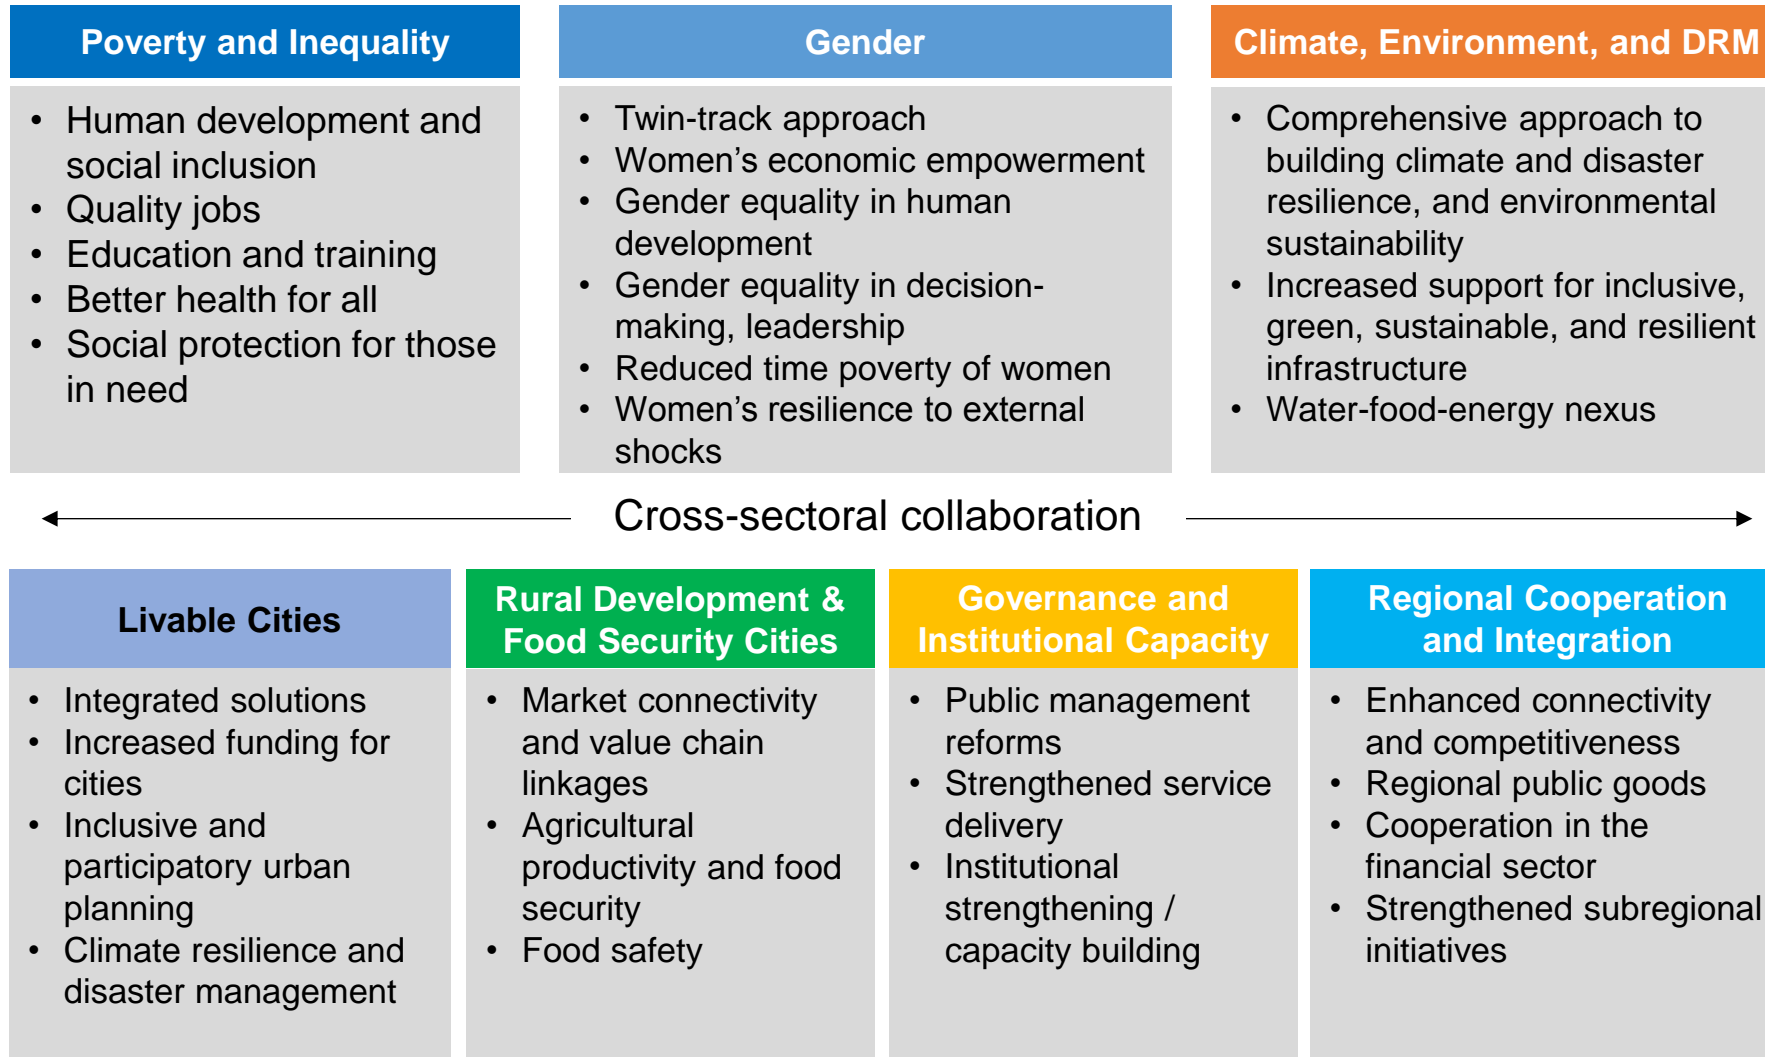 Poverty and Inequality
• Human development and
social inclusion
• Quality jobs
• Education and training
• Better health for all
• Social protection for those
in need
Gender
• Twin-track approach
• Women’s economic empowerment
• Gender equality in human
development
• Gender equality in decision-
making, leadership
• Reduced time poverty of women
• Women’s resilience to external
shocks
Climate, Environment, and DRM
• Comprehensive approach to
building climate and disaster
resilience, and environmental
sustainability
• Increased support for inclusive,
green, sustainable, and resilient
infrastructure
• Water-food-energy nexus
Cross-sectoral collaboration
Livable Cities
• Integrated solutions
• Increased funding for
cities
• Inclusive and
participatory urban
planning
• Climate resilience and
disaster management
Rural Development &
Food Security Cities
• Market connectivity
and value chain
linkages
• Agricultural
productivity and food
security
• Food safety
Governance and
Institutional Capacity
• Public management
reforms
• Strengthened service
delivery
• Institutional
strengthening /
capacity building
Regional Cooperation
and Integration
• Enhanced connectivity
and competitiveness
• Regional public goods
• Cooperation in the
financial sector
• Strengthened subregional
initiatives